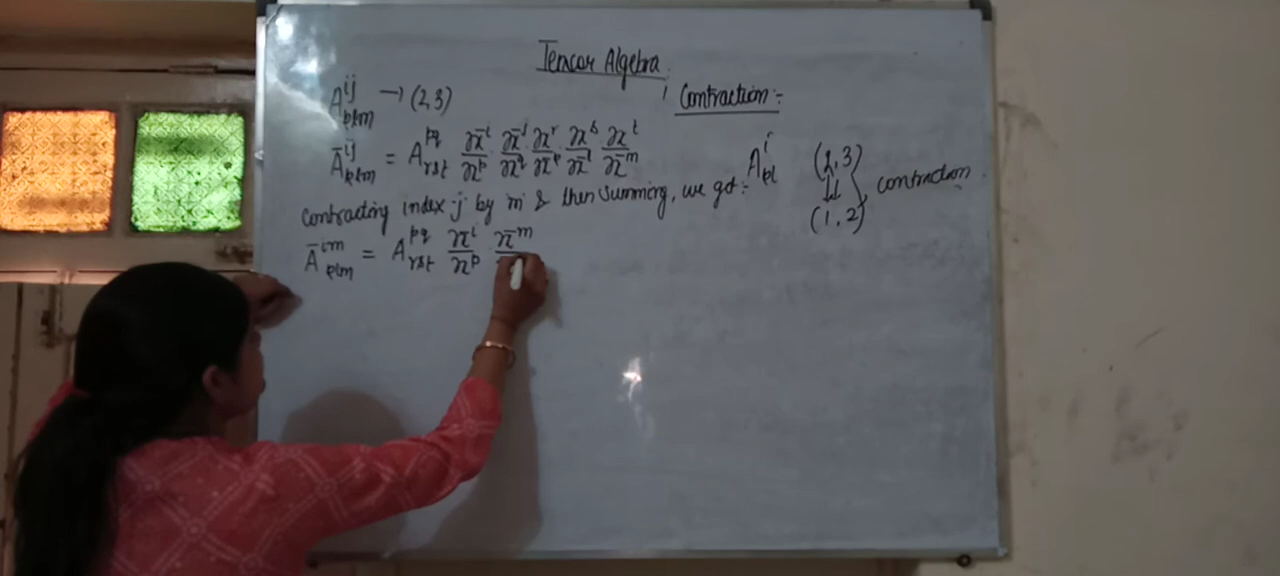 Tencor Algebra
Contraction :-
A^{ij}_{klm} → (2,3)
Ā^{ij}_{klm} = A^{pq}_{rst} ∂x̄^i/∂x^p · ∂x̄^j/∂x^q · ∂x^r/∂x̄^k · ∂x^s/∂x̄^l · ∂x^t/∂x̄^m
A^i_{kl} (2,3) ⇓ (1,2) } contraction
contracting index j by m & then summing, we get :-
Ā^{im}_{klm} = A^{pq}_{rst} ∂x̄^i/∂x^p · ∂x̄^m